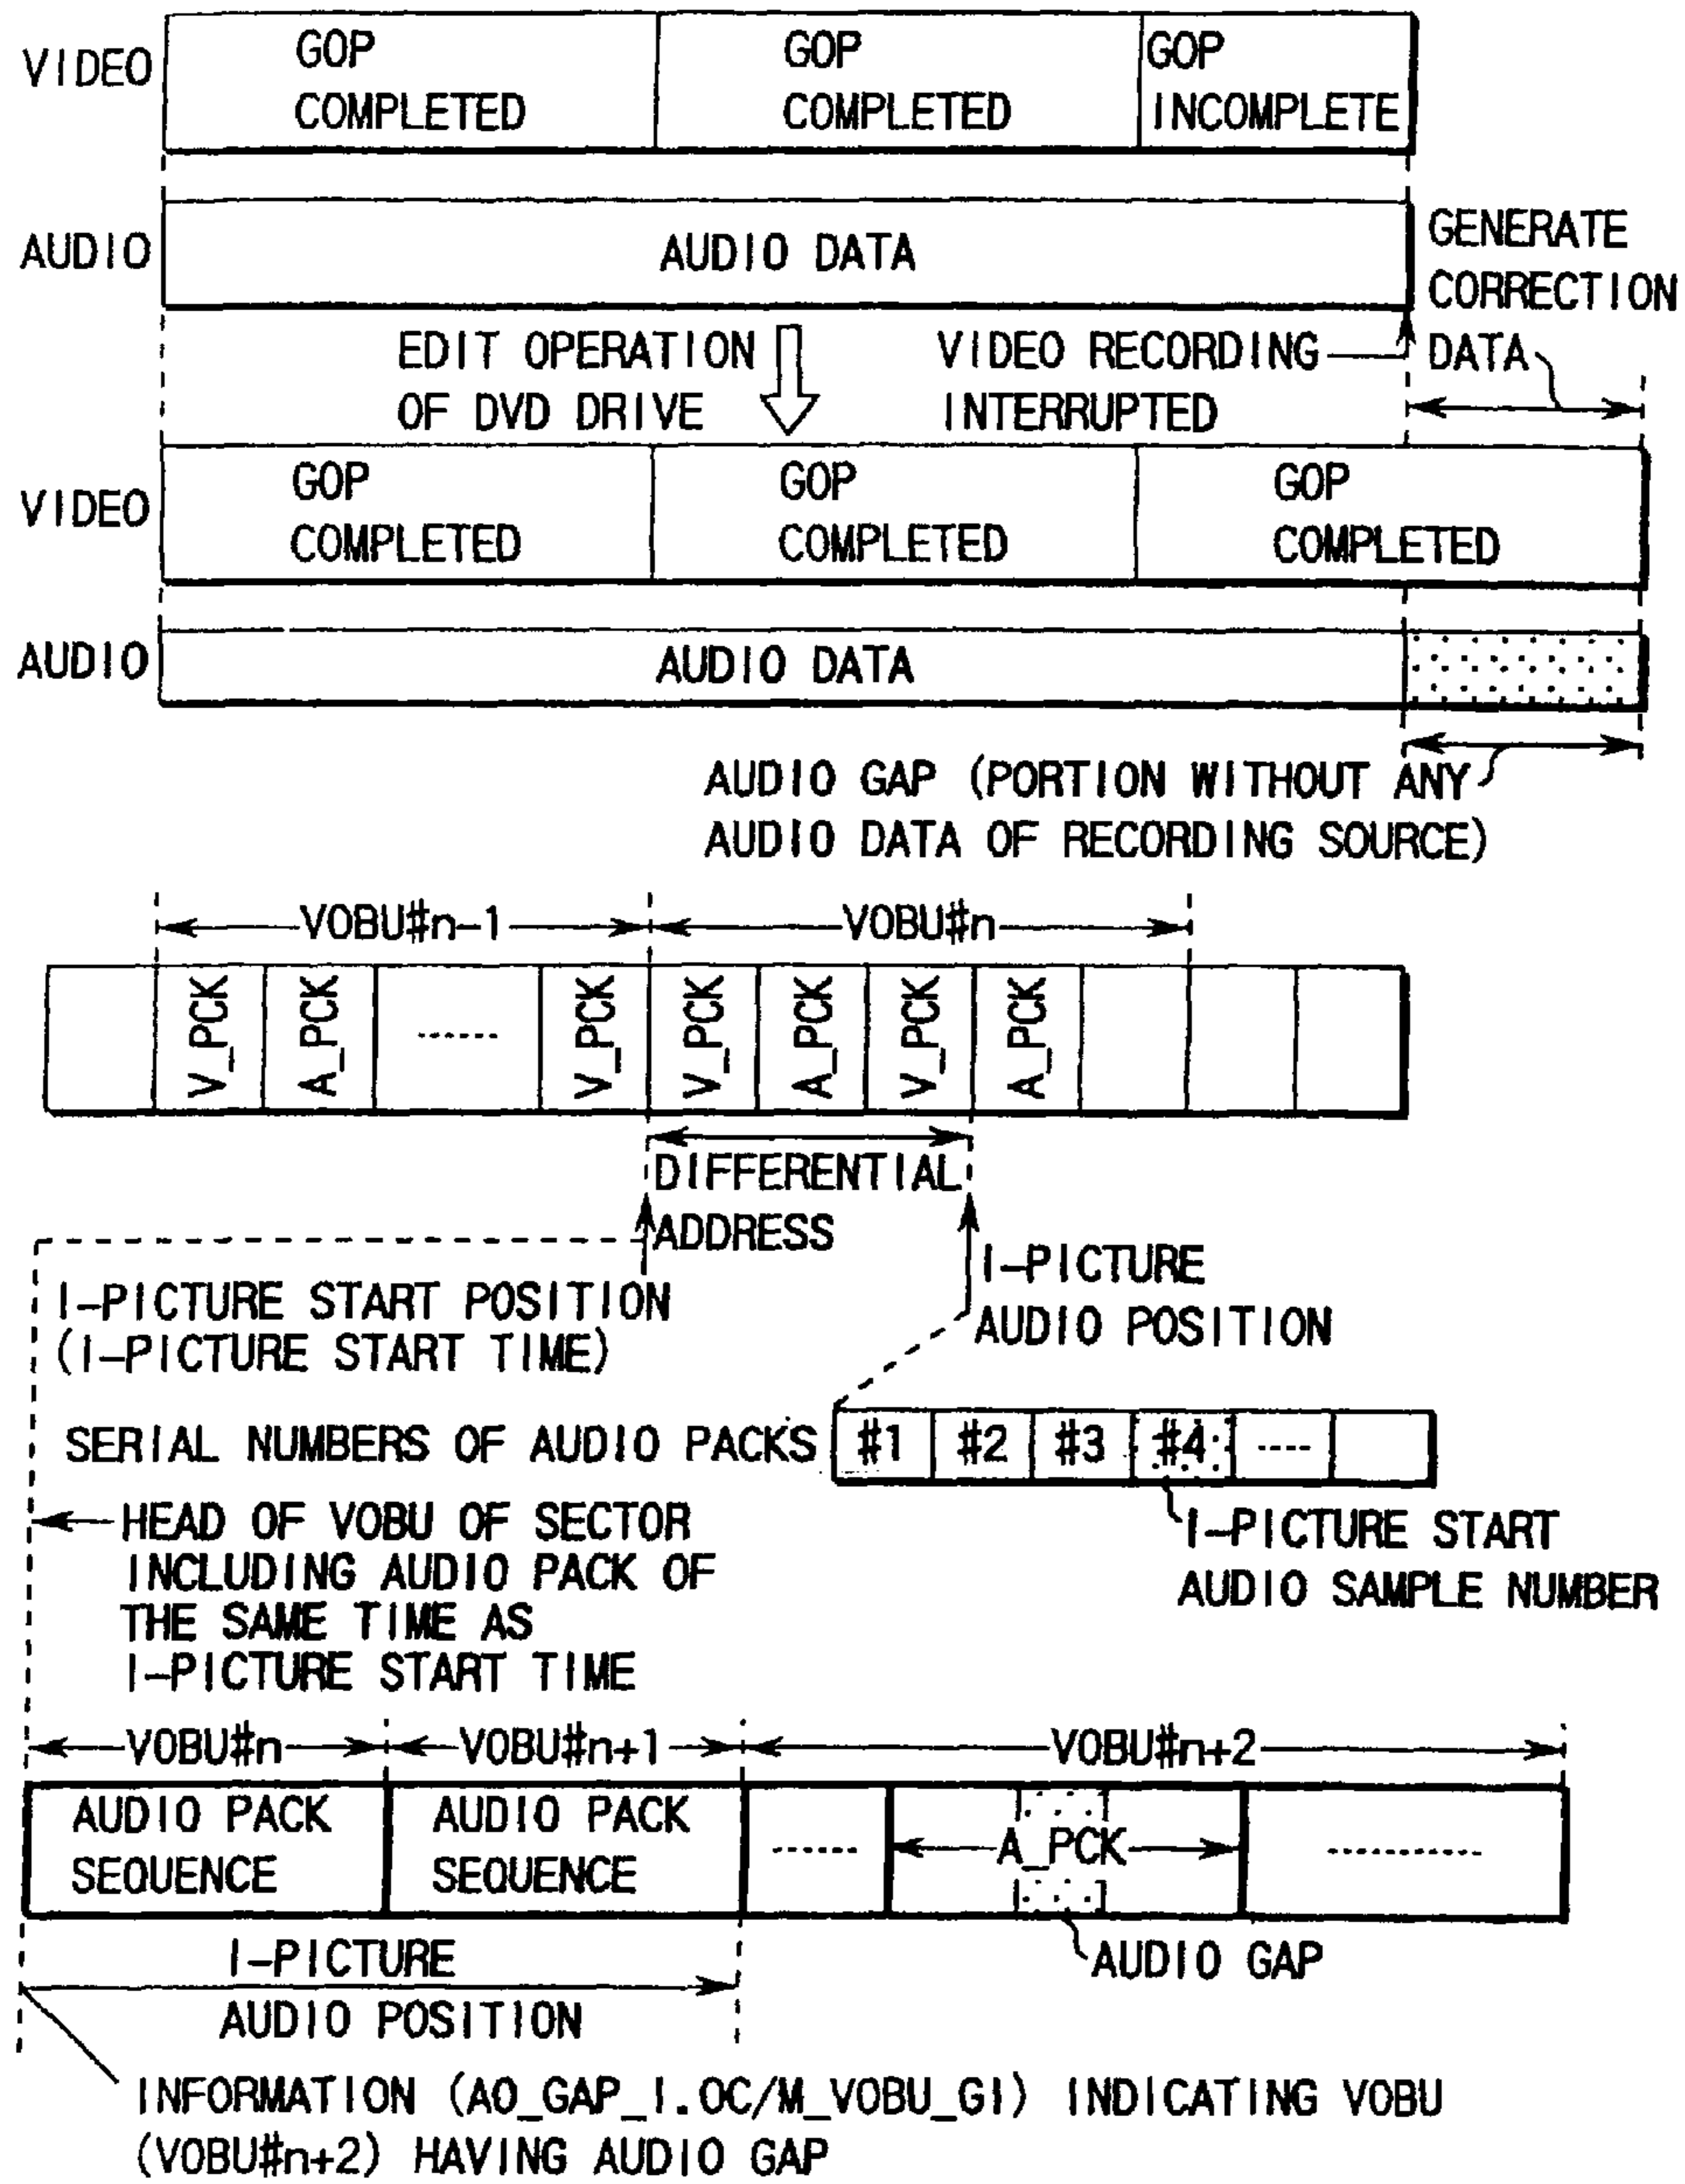 VIDEO
GOP
COMPLETED
GOP
COMPLETED
GOP
INCOMPLETE
AUDIO
AUDIO DATA
GENERATE
CORRECTION
DATA
EDIT OPERATION
OF DVD DRIVE
VIDEO RECORDING
INTERRUPTED
VIDEO
GOP
COMPLETED
GOP
COMPLETED
GOP
COMPLETED
AUDIO
AUDIO DATA
AUDIO GAP (PORTION WITHOUT ANY
AUDIO DATA OF RECORDING SOURCE)
VOBU#n-1
VOBU#n
V_PCK
A_PCK
V_PCK
V_PCK
A_PCK
V_PCK
A_PCK
DIFFERENTIAL
ADDRESS
I-PICTURE START POSITION
(I-PICTURE START TIME)
I-PICTURE
AUDIO POSITION
SERIAL NUMBERS OF AUDIO PACKS
#1 #2 #3 #4
I-PICTURE START
AUDIO SAMPLE NUMBER
HEAD OF VOBU OF SECTOR
INCLUDING AUDIO PACK OF
THE SAME TIME AS
I-PICTURE START TIME
VOBU#n
VOBU#n+1
VOBU#n+2
AUDIO PACK
SEQUENCE
AUDIO PACK
SEQUENCE
A_PCK
AUDIO GAP
I-PICTURE
AUDIO POSITION
INFORMATION (A0_GAP_I.OC/M_VOBU_GI) INDICATING VOBU
(VOBU#n+2) HAVING AUDIO GAP